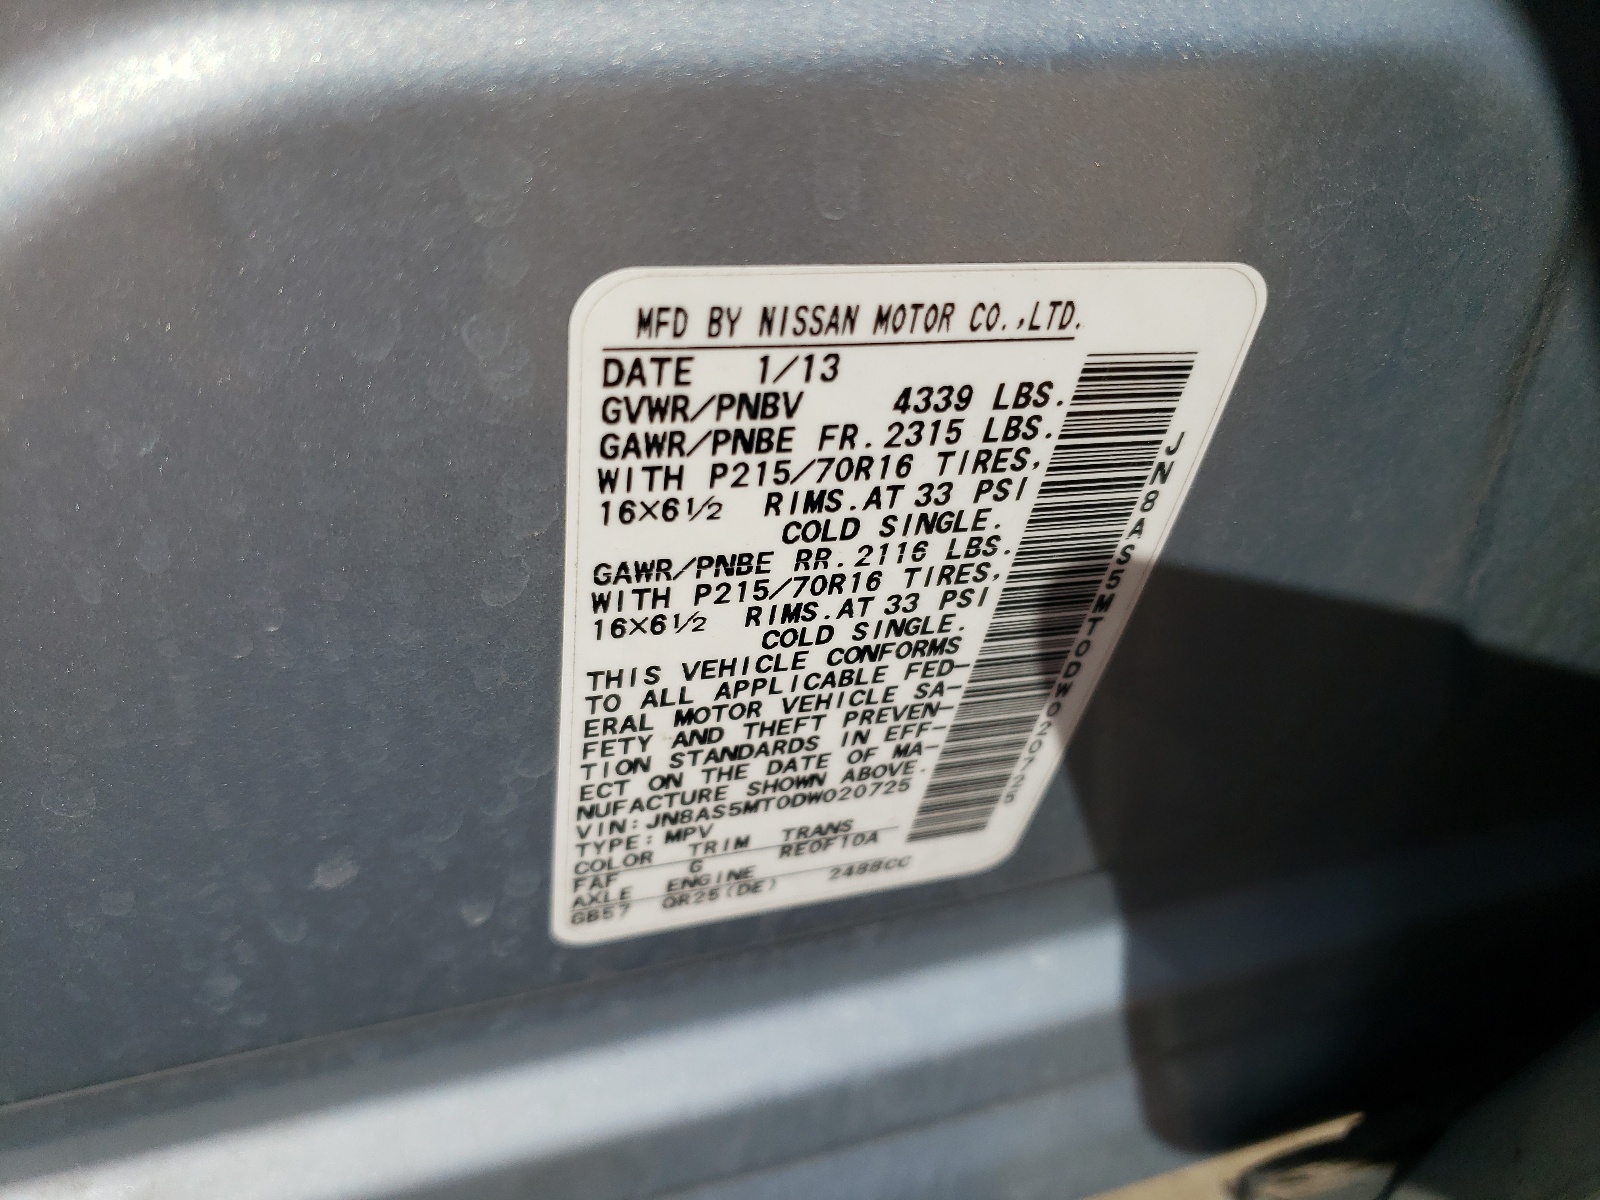 MFD BY NISSAN MOTOR CO.,LTD.
DATE 1/13
GVWR/PNBV 4339 LBS.
GAWR/PNBE FR. 2315 LBS.
WITH P215/70R16 TIRES,
16×6½ RIMS.AT 33 PSI
COLD SINGLE.
GAWR/PNBE RR. 2116 LBS.
WITH P215/70R16 TIRES,
16×6½ RIMS.AT 33 PSI
COLD SINGLE.
THIS VEHICLE CONFORMS
TO ALL APPLICABLE FED-
ERAL MOTOR VEHICLE SA-
FETY AND THEFT PREVEN-
TION STANDARDS IN EFF-
ECT ON THE DATE OF MA-
NUFACTURE SHOWN ABOVE.
VIN: JN8AS5MT0DW020725
TYPE: MPV
COLOR TRIM TRANS
FAF G RE0F10A
AXLE ENGINE
GB57 QR25(DE) 2488CC
JN8AS5MT0DW020725